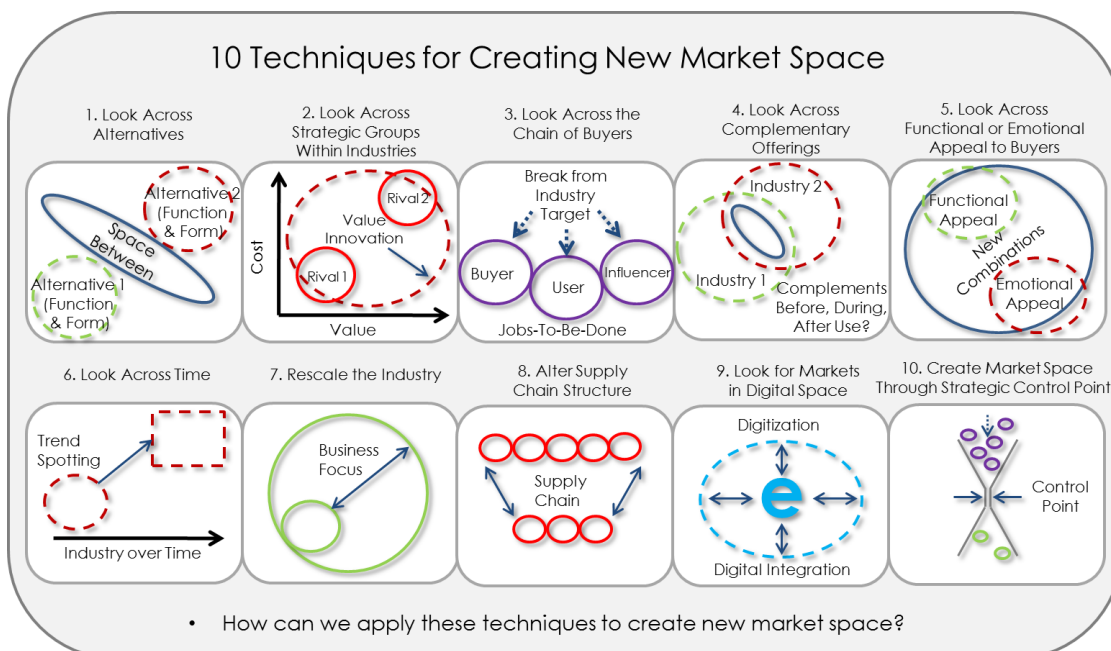 10 Techniques for Creating New Market Space
1. Look Across
Alternatives
Alternative 2
(Function
& Form)
Space
Between
Alternative 1
(Function
& Form)
2. Look Across
Strategic Groups
Within Industries
Cost
Rival 2
Value
Innovation
Rival 1
Value
3. Look Across the
Chain of Buyers
Break from
Industry
Target
Buyer
User
Influencer
Jobs-To-Be-Done
4. Look Across
Complementary
Offerings
Industry 2
Industry 1
Complements
Before, During,
After Use?
5. Look Across
Functional or Emotional
Appeal to Buyers
Functional
Appeal
New
Combinations
Emotional
Appeal
6. Look Across Time
Trend
Spotting
Industry over Time
7. Rescale the Industry
Business
Focus
8. Alter Supply
Chain Structure
Supply
Chain
9. Look for Markets
in Digital Space
Digitization
e
Digital Integration
10. Create Market Space
Through Strategic Control Point
Control
Point
• How can we apply these techniques to create new market space?